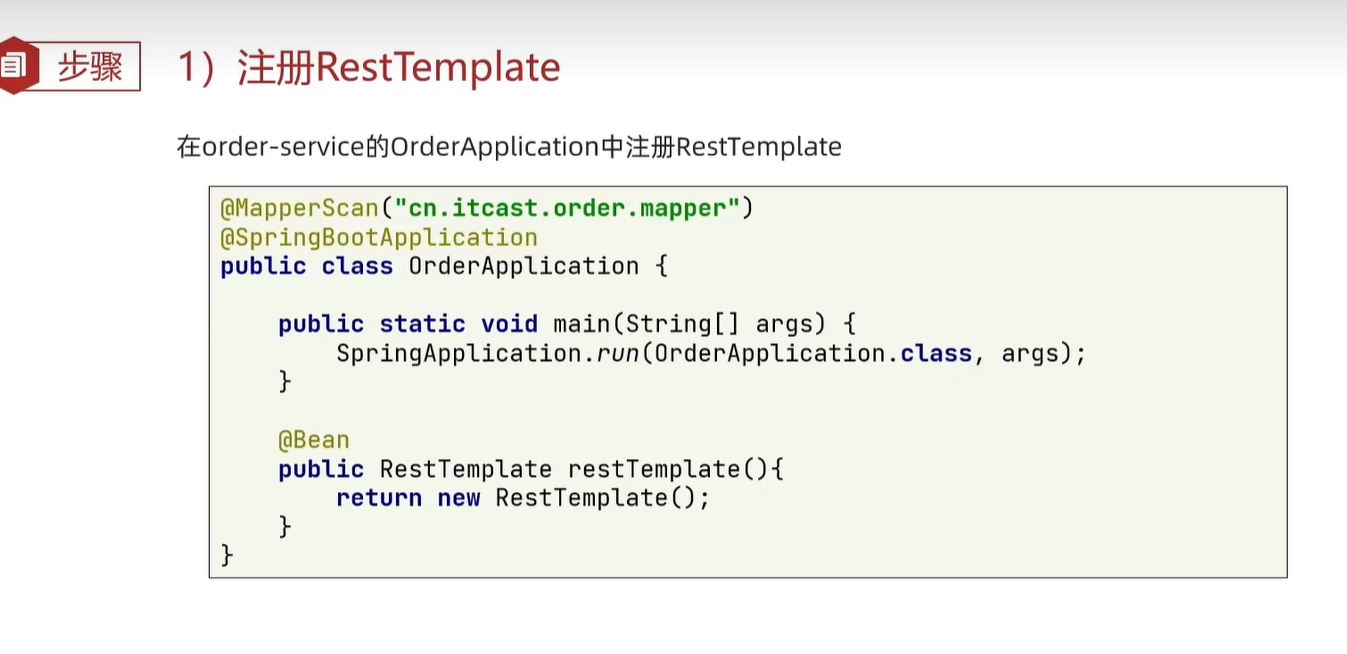 步骤
1）注册RestTemplate
在order-service的OrderApplication中注册RestTemplate
@MapperScan("cn.itcast.order.mapper")
@SpringBootApplication
public class OrderApplication {
    public static void main(String[] args) {
        SpringApplication.run(OrderApplication.class, args);
    }
    @Bean
    public RestTemplate restTemplate(){
        return new RestTemplate();
    }
}